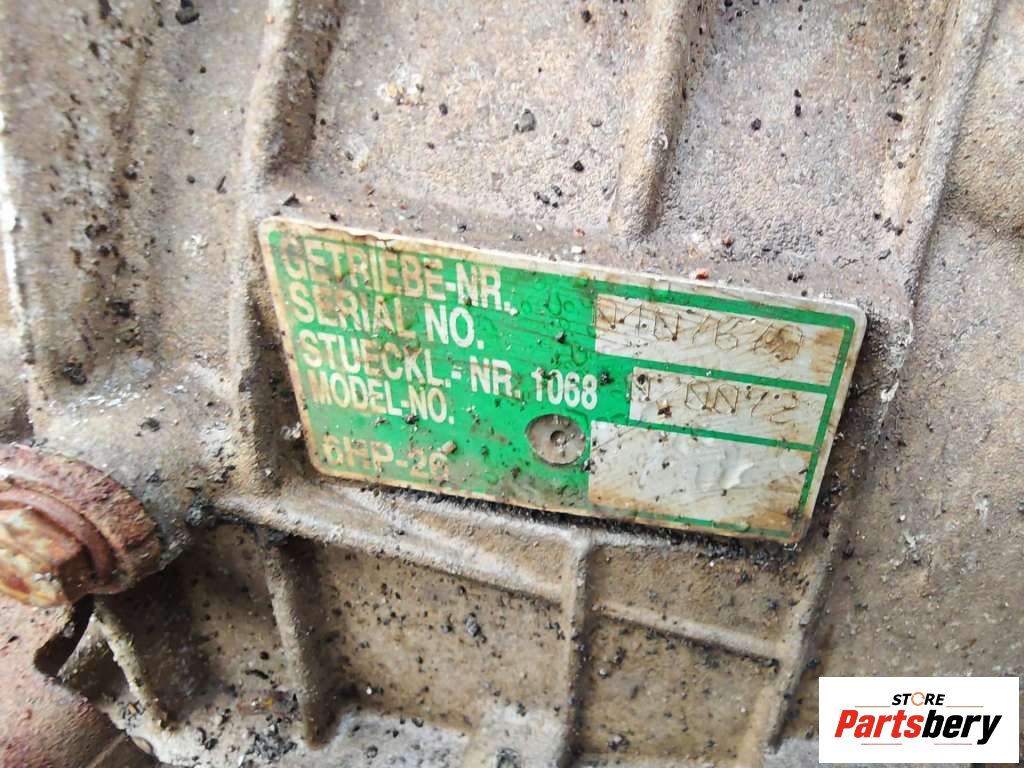 GETRIEBE-NR.
SERIAL NO.
STUECKL.-NR. 1068
MODEL-NO.
6HP-26
STORE
Partsbery